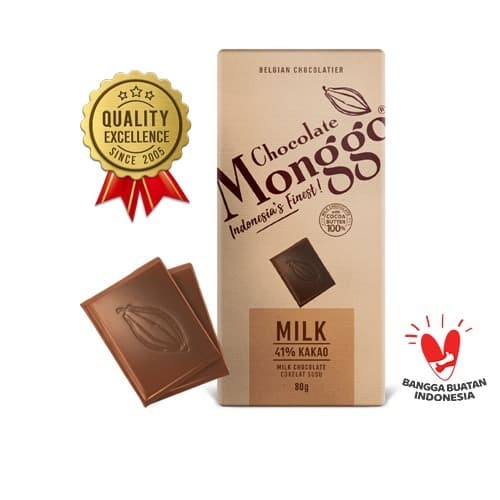 QUALITY
EXCELLENCE
SINCE 2005
BELGIAN CHOCOLATIER
Chocolate
Monggo®
Indonesia's Finest!
COCOA
BUTTER
100%
MILK
41% KAKAO
MILK CHOCOLATE
COKELAT SUSU
80g
BANGGA BUATAN
INDONESIA